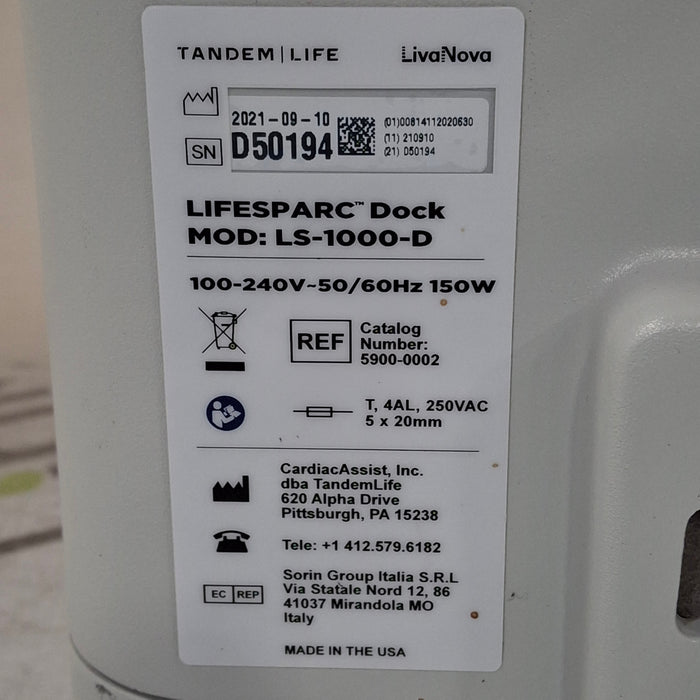 TANDEM|LIFE LivaNova
2021-09-10
SN D50194
(01)00814112020630
(11) 210910
(21) D50194
LIFESPARC™ Dock
MOD: LS-1000-D
100-240V~50/60Hz 150W
REF Catalog
Number:
5900-0002
T, 4AL, 250VAC
5 x 20mm
CardiacAssist, Inc.
dba TandemLife
620 Alpha Drive
Pittsburgh, PA 15238
Tele: +1 412.579.6182
EC REP Sorin Group Italia S.R.L
Via Statale Nord 12, 86
41037 Mirandola MO
Italy
MADE IN THE USA